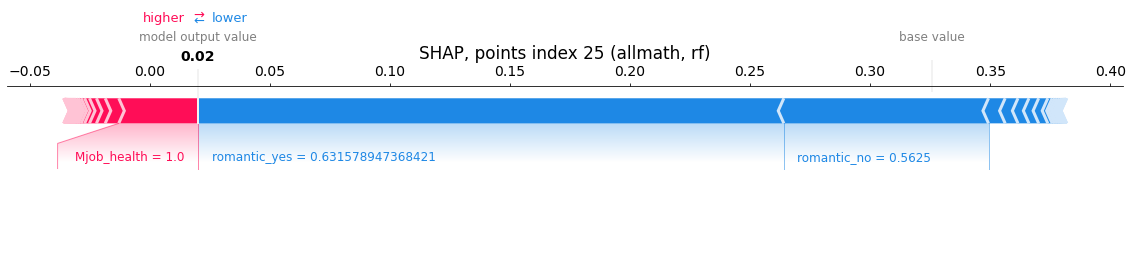 higher ⇄ lower
model output value
base value
0.02
SHAP, points index 25 (allmath, rf)
−0.05 0.00 0.05 0.10 0.15 0.20 0.25 0.30 0.35 0.40
Mjob_health = 1.0
romantic_yes = 0.631578947368421
romantic_no = 0.5625